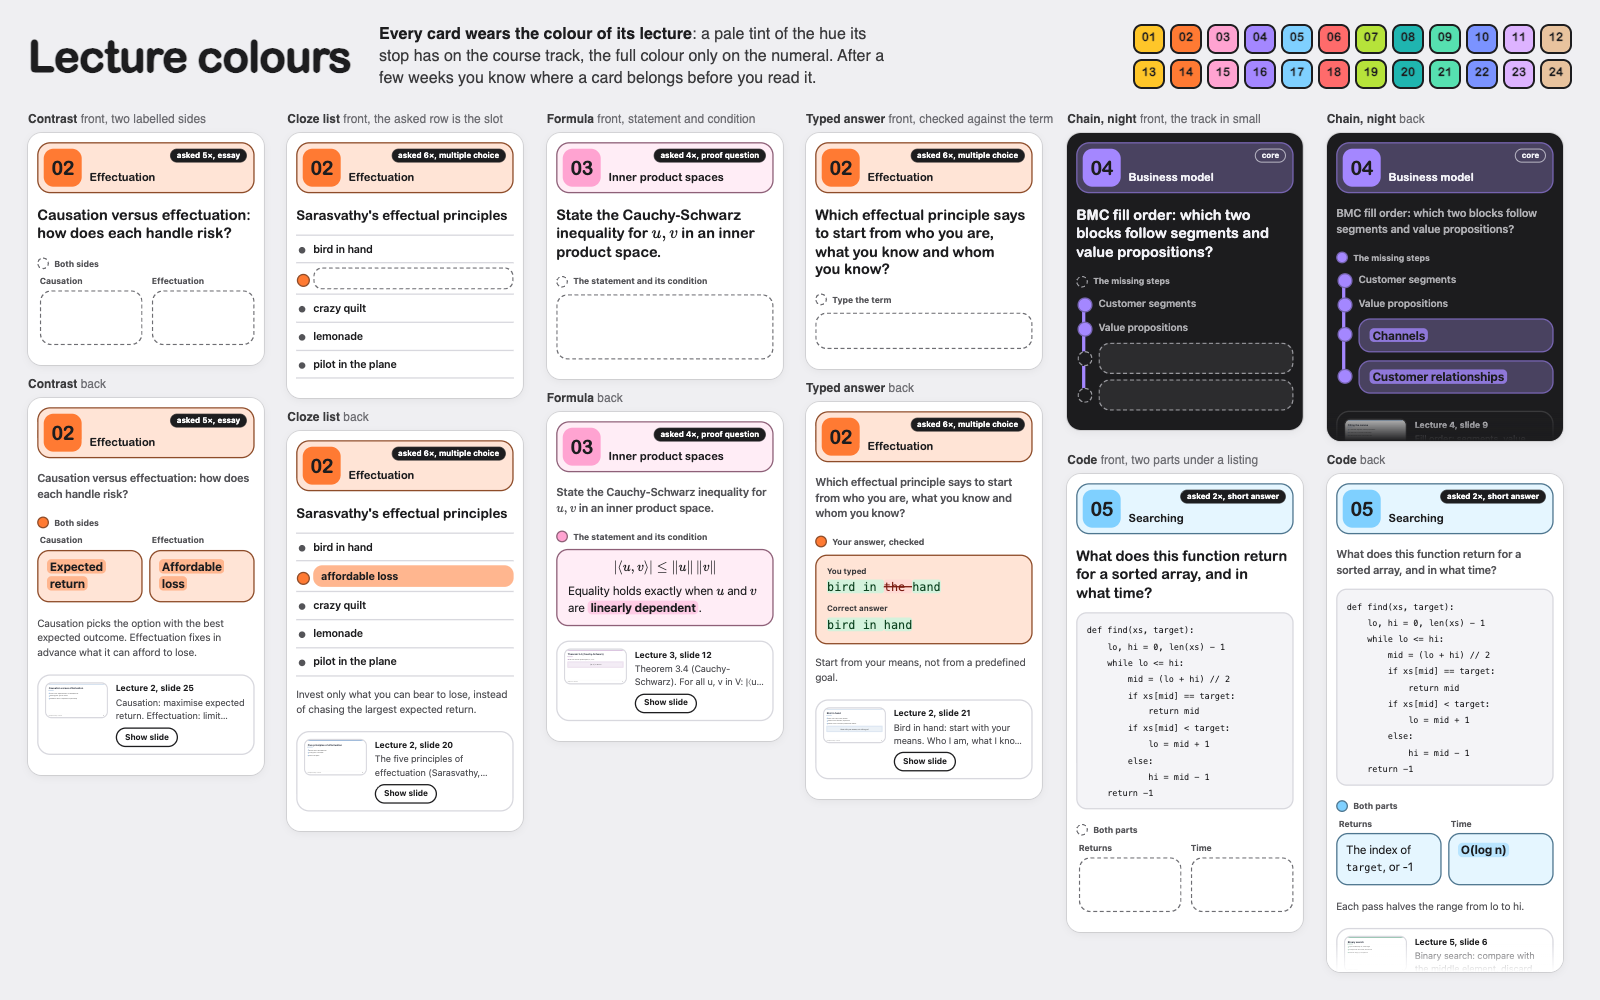 Lecture colours
Every card wears the colour of its lecture: a pale tint of the hue its
stop has on the course track, the full colour only on the numeral. After a
few weeks you know where a card belongs before you read it.
01 02 03 04 05 06 07 08 09 10 11 12
13 14 15 16 17 18 19 20 21 22 23 24
Contrast front, two labelled sides
02
asked 5×, essay
Effectuation
Causation versus effectuation:
how does each handle risk?
Both sides
Causation Effectuation
Contrast back
02
asked 5×, essay
Effectuation
Causation versus effectuation: how does
each handle risk?
Both sides
Causation Effectuation
Expected
return
Affordable
loss
Causation picks the option with the best
expected outcome. Effectuation fixes in
advance what it can afford to lose.
Lecture 2, slide 25
Causation: maximise expected
return. Effectuation: limit...
Show slide
Cloze list front, the asked row is the slot
02
asked 6×, multiple choice
Effectuation
Sarasvathy's effectual principles
bird in hand
crazy quilt
lemonade
pilot in the plane
Cloze list back
02
asked 6×, multiple choice
Effectuation
Sarasvathy's effectual principles
bird in hand
affordable loss
crazy quilt
lemonade
pilot in the plane
Invest only what you can bear to lose, instead
of chasing the largest expected return.
Lecture 2, slide 20
The five principles of
effectuation (Sarasvathy,...
Show slide
Formula front, statement and condition
03
asked 4×, proof question
Inner product spaces
State the Cauchy-Schwarz
inequality for u, v in an inner
product space.
The statement and its condition
Formula back
03
asked 4×, proof question
Inner product spaces
State the Cauchy-Schwarz inequality for
u, v in an inner product space.
The statement and its condition
|⟨u, v⟩| ≤ ‖u‖ ‖v‖
Equality holds exactly when u and v
are linearly dependent.
Lecture 3, slide 12
Theorem 3.4 (Cauchy-
Schwarz). For all u, v in V: |⟨u...
Show slide
Typed answer front, checked against the term
02
asked 6×, multiple choice
Effectuation
Which effectual principle says
to start from who you are,
what you know and whom
you know?
Type the term
Typed answer back
02
asked 6×, multiple choice
Effectuation
Which effectual principle says to start
from who you are, what you know and
whom you know?
Your answer, checked
You typed
bird in the hand
Correct answer
bird in hand
Start from your means, not from a predefined
goal.
Lecture 2, slide 21
Bird in hand: start with your
means. Who I am, what I kno...
Show slide
Chain, night front, the track in small
04
core
Business model
BMC fill order: which two
blocks follow segments and
value propositions?
The missing steps
Customer segments
Value propositions
Chain, night back
04
core
Business model
BMC fill order: which two blocks follow
segments and value propositions?
The missing steps
Customer segments
Value propositions
Channels
Customer relationships
Lecture 4, slide 9
Code front, two parts under a listing
05
asked 2×, short answer
Searching
What does this function return
for a sorted array, and in
what time?
def find(xs, target):
lo, hi = 0, len(xs) − 1
while lo <= hi:
mid = (lo + hi) // 2
if xs[mid] == target:
return mid
if xs[mid] < target:
lo = mid + 1
else:
hi = mid − 1
return −1
Both parts
Returns Time
Code back
05
asked 2×, short answer
Searching
What does this function return for a
sorted array, and in what time?
def find(xs, target):
lo, hi = 0, len(xs) − 1
while lo <= hi:
mid = (lo + hi) // 2
if xs[mid] == target:
return mid
if xs[mid] < target:
lo = mid + 1
else:
hi = mid − 1
return −1
Both parts
Returns Time
The index of
target, or -1
O(log n)
Each pass halves the range from lo to hi.
Lecture 5, slide 6
Binary search: compare with
the middle element, discard